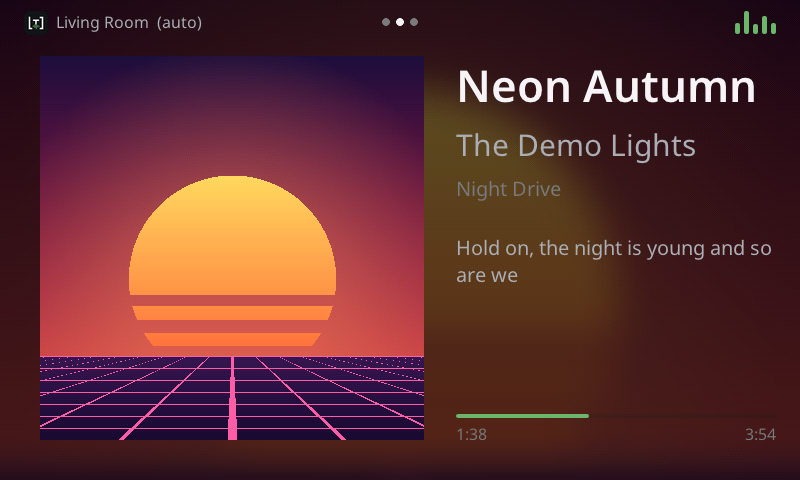 [T] Living Room (auto)
Neon Autumn
The Demo Lights
Night Drive
Hold on, the night is young and so
are we
1:38 3:54